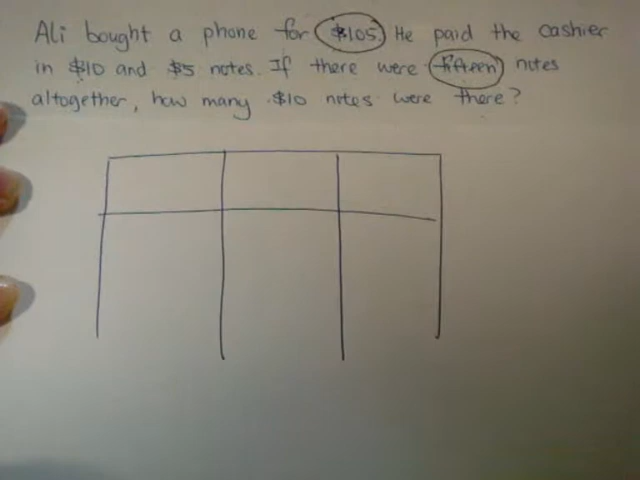 Ali bought a phone for $105. He paid the cashier
in $10 and $5 notes. If there were fifteen notes
altogether, how many $10 notes were there?